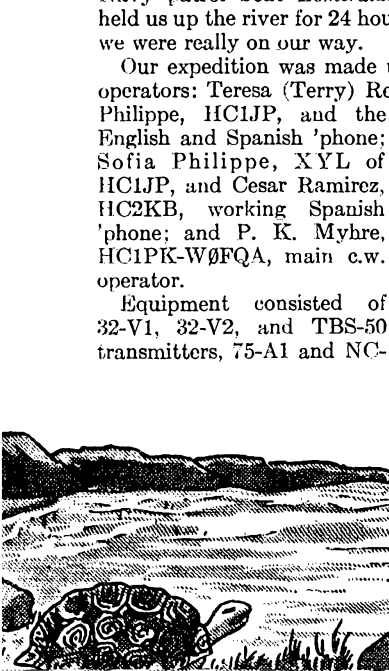 held us up the river for 24 hou
we were really on our way.
Our expedition was made u
operators: Teresa (Terry) Ro
Philippe, HC1JP, and the
English and Spanish 'phone;
Sofia Philippe, XYL of
HC1JP, and Cesar Ramirez,
HC2KB, working Spanish
'phone; and P. K. Myhre,
HC1PK-WØFQA, main c.w.
operator.
Equipment consisted of
32-V1, 32-V2, and TBS-50
transmitters, 75-A1 and NC-